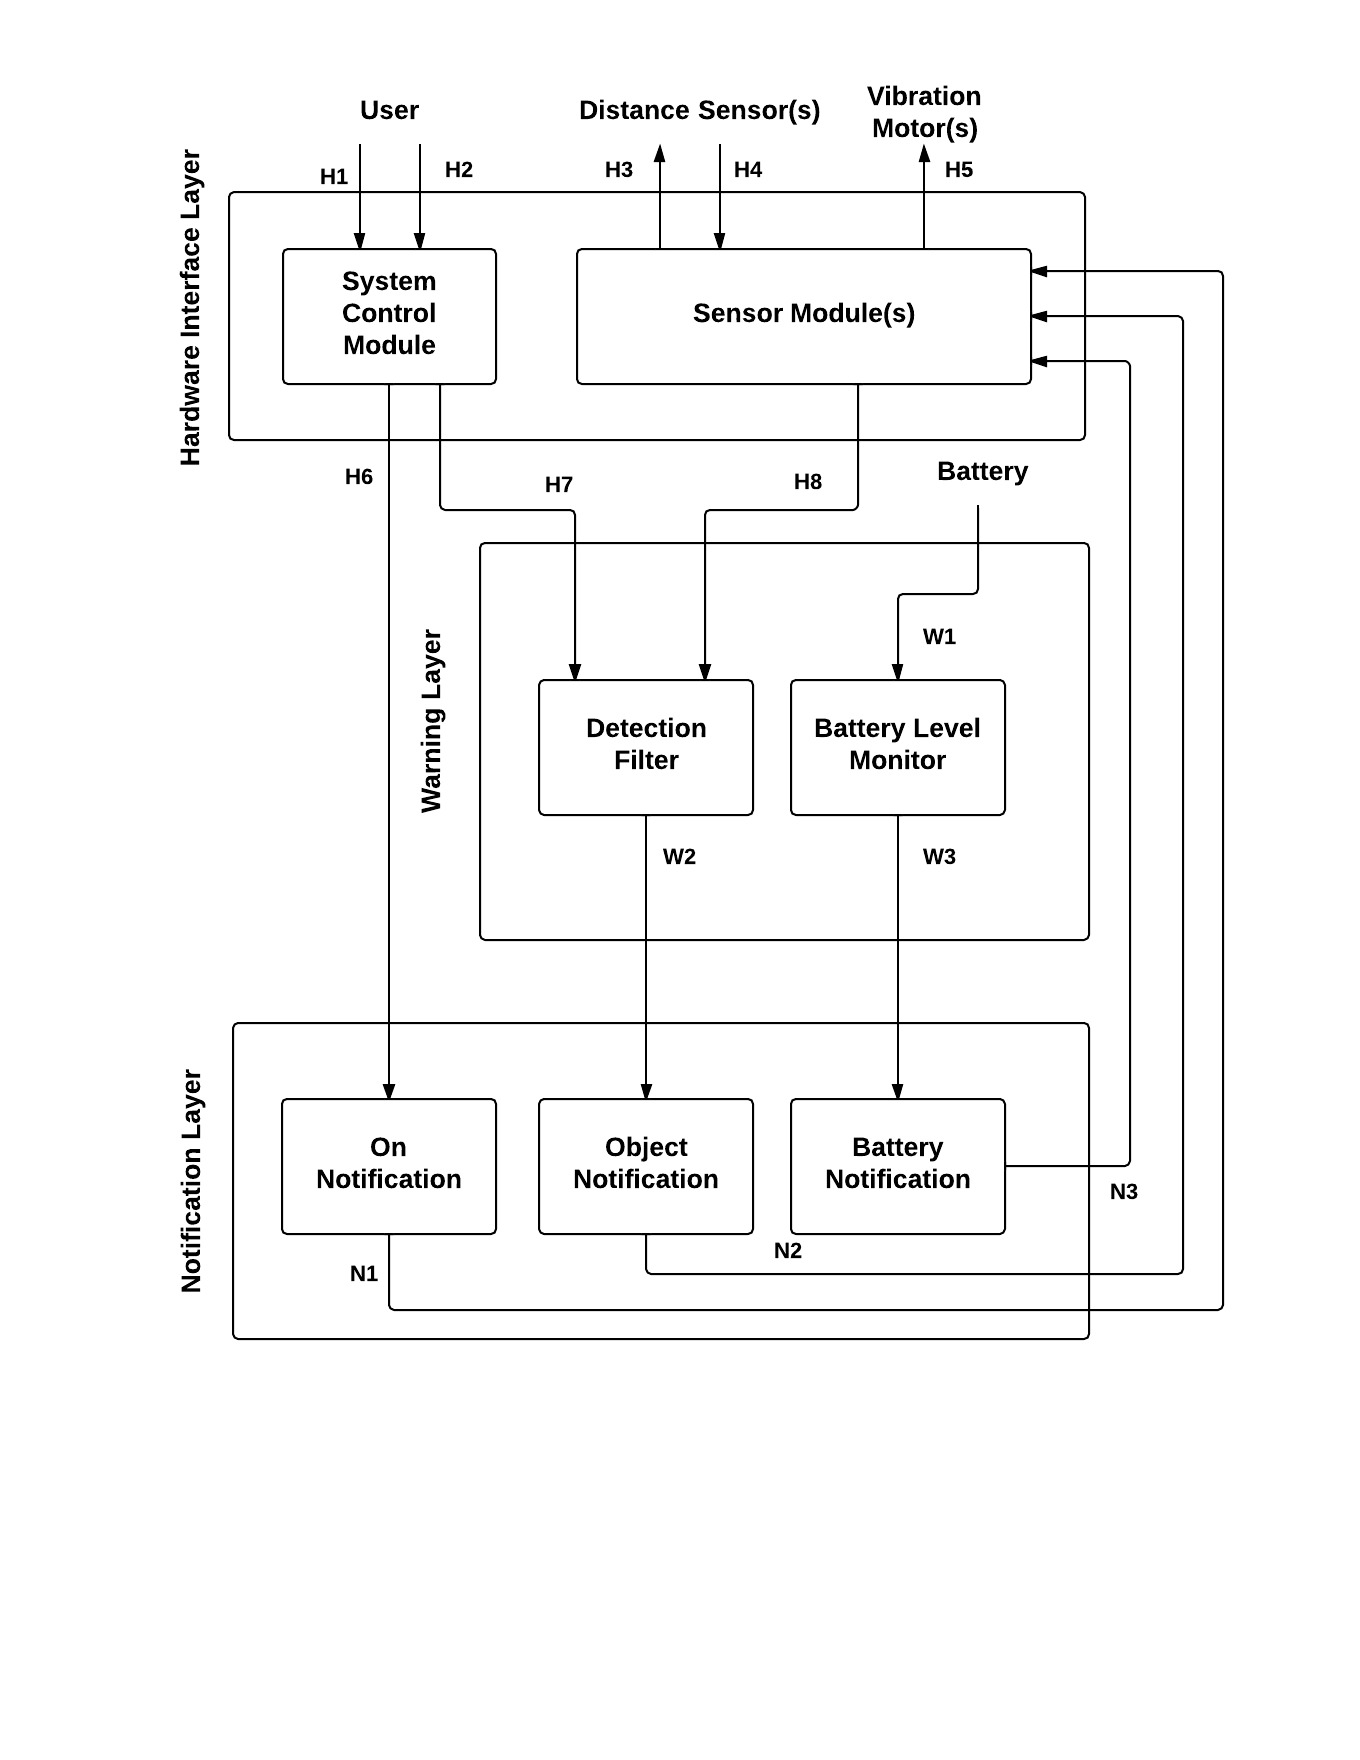 User
Distance Sensor(s)
Vibration
Motor(s)
H1
H2
H3
H4
H5
Hardware Interface Layer
System
Control
Module
Sensor Module(s)
H6
H7
H8
Battery
Warning Layer
W1
Detection
Filter
Battery Level
Monitor
W2
W3
Notification Layer
On
Notification
Object
Notification
Battery
Notification
N1
N2
N3